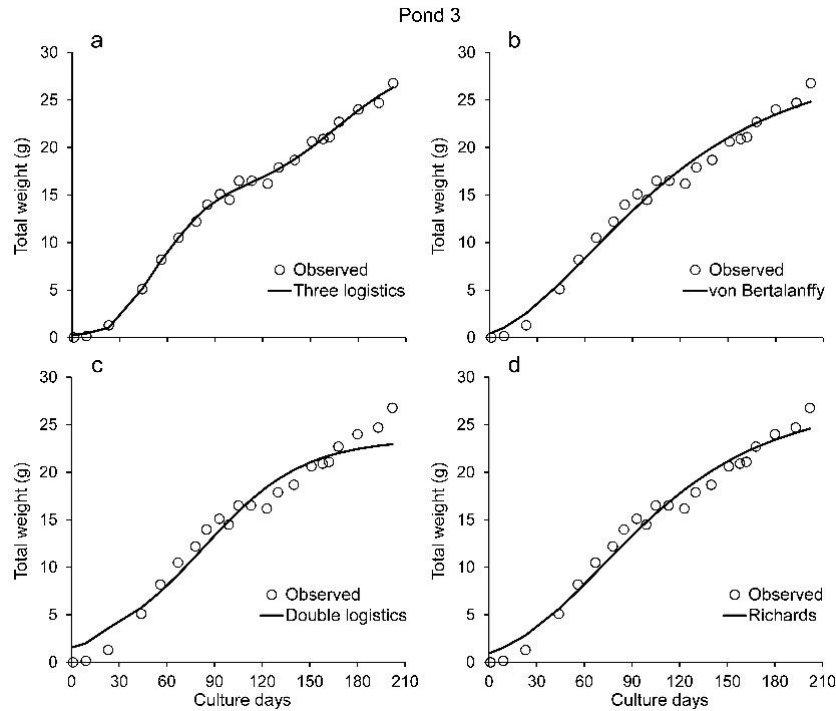 Pond 3
a
30
25
20
15
10
5
0
Total weight (g)
Observed
Three logistics
b
30
25
20
15
10
5
0
Total weight (g)
Observed
von Bertalanffy
c
30
25
20
15
10
5
0
Total weight (g)
Observed
Double logistics
0 30 60 90 120 150 180 210
Culture days
d
30
25
20
15
10
5
0
Total weight (g)
Observed
Richards
0 30 60 90 120 150 180 210
Culture days